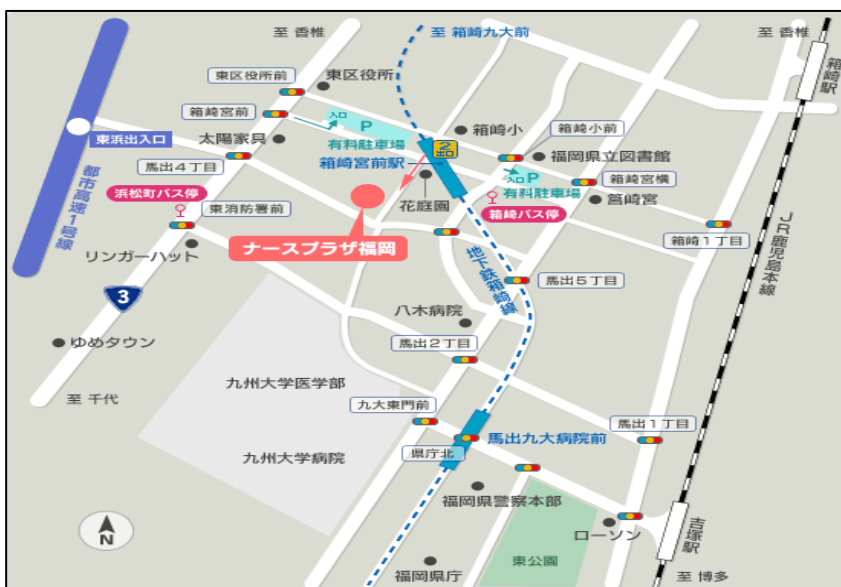 至 香椎
至 箱崎九大前
至 香椎
東区役所前
東区役所
箱崎駅
箱崎宮前
入口
P
有料駐車場
2
出口
箱崎小
箱崎小前
東浜出入口
太陽家具
箱崎宮前駅
福岡県立図書館
馬出4丁目
入口
P
有料駐車場
箱崎宮横
都市高速1号線
浜松町バス停
東消防署前
花庭園
箱崎バス停
筥崎宮
リンガーハット
ナースプラザ福岡
箱崎1丁目
JR鹿児島本線
地下鉄箱崎線
馬出5丁目
3
八木病院
ゆめタウン
馬出2丁目
九州大学医学部
至 千代
九大東門前
馬出1丁目
馬出九大病院前
県庁北
九州大学病院
福岡県警察本部
N
ローソン
吉塚駅
東公園
福岡県庁
至 博多